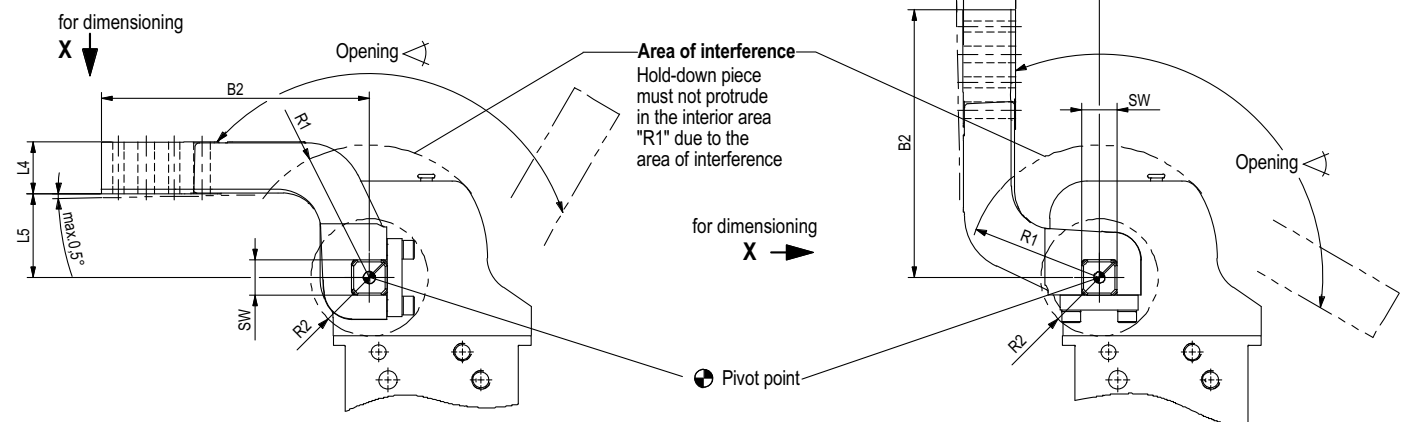 for dimensioning
X
Opening
B2
R1
L4
L5
max.0,5°
SW
R2
Area of interference
Hold-down piece
must not protrude
in the interior area
"R1" due to the
area of interference
for dimensioning
X
Pivot point
B2
SW
Opening
R1
R2